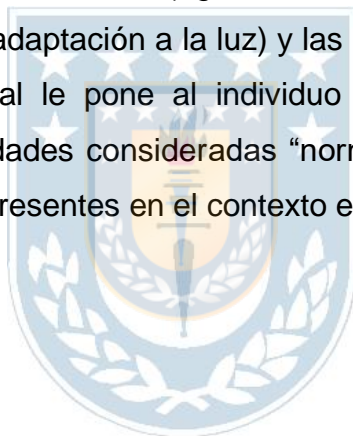 adaptación a la luz) y las
al le pone al individuo
dades consideradas “norm
resentes en el contexto e